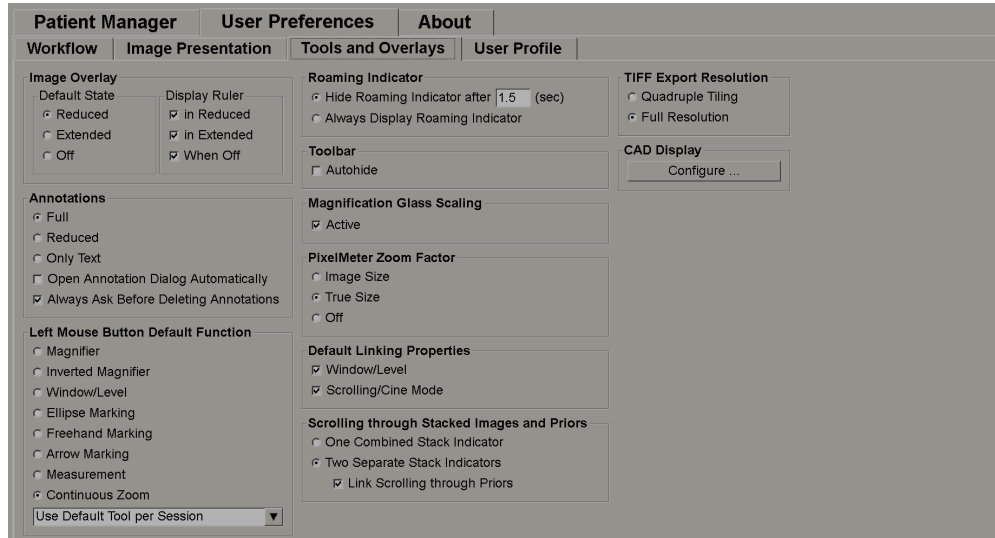 Patient Manager
User Preferences
About
Workflow
Image Presentation
Tools and Overlays
User Profile
Image Overlay
Default State
Reduced
Extended
Off
Display Ruler
in Reduced
in Extended
When Off
Annotations
Full
Reduced
Only Text
Open Annotation Dialog Automatically
Always Ask Before Deleting Annotations
Left Mouse Button Default Function
Magnifier
Inverted Magnifier
Window/Level
Ellipse Marking
Freehand Marking
Arrow Marking
Measurement
Continuous Zoom
Use Default Tool per Session
Roaming Indicator
Hide Roaming Indicator after 1.5 (sec)
Always Display Roaming Indicator
Toolbar
Autohide
Magnification Glass Scaling
Active
PixelMeter Zoom Factor
Image Size
True Size
Off
Default Linking Properties
Window/Level
Scrolling/Cine Mode
Scrolling through Stacked Images and Priors
One Combined Stack Indicator
Two Separate Stack Indicators
Link Scrolling through Priors
TIFF Export Resolution
Quadruple Tiling
Full Resolution
CAD Display
Configure ...